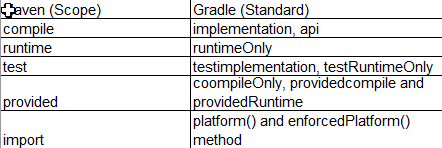 aven (Scope) Gradle (Standard)
compile implementation, api
runtime runtimeOnly
test testimplementation, testRuntimeOnly
provided coompileOnly, providedcompile and
providedRuntime
import platform() and enforcedPlatform()
method